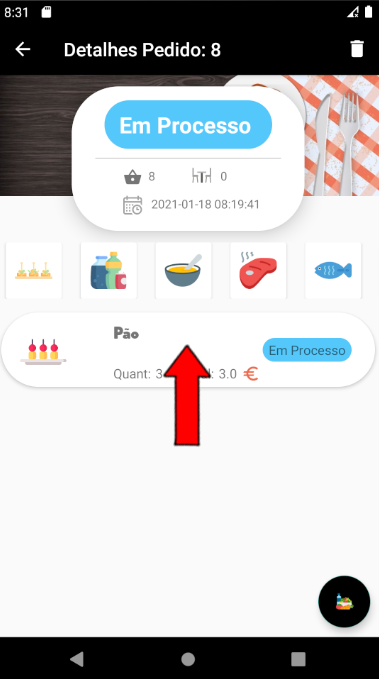 8:31
Detalhes Pedido: 8
Em Processo
8 0
2021-01-18 08:19:41
Pão
Em Processo
Quant: 3 : 3.0 €